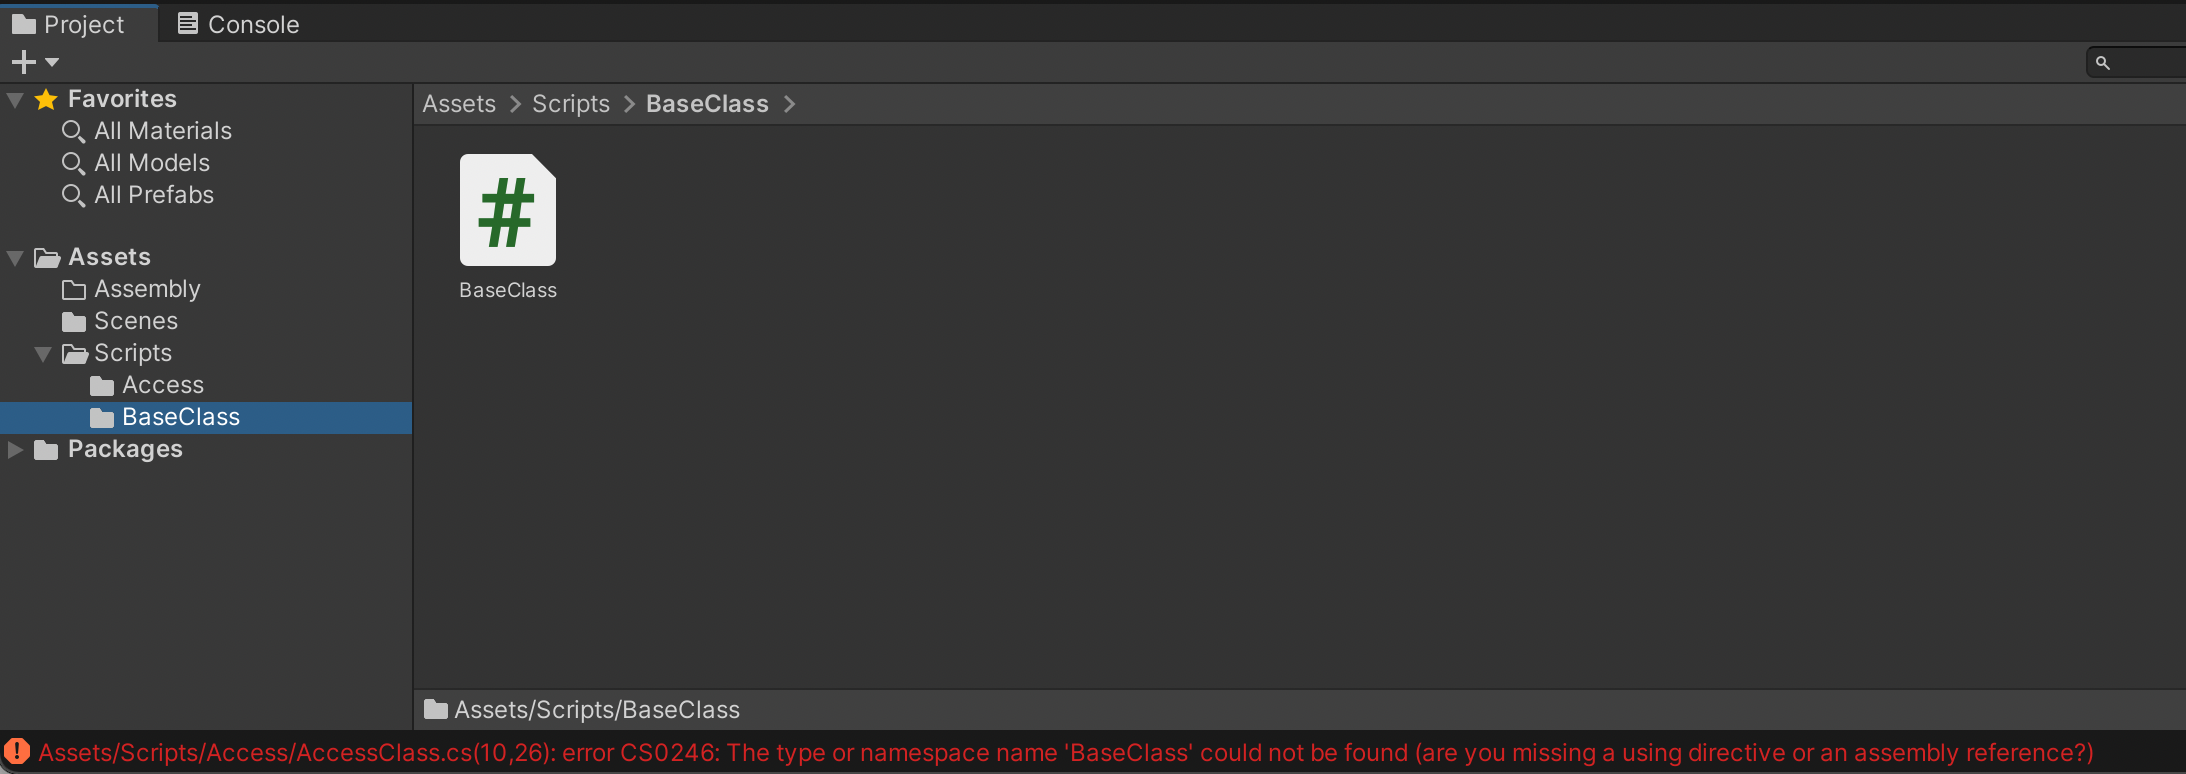 Project Console
Favorites
All Materials
All Models
All Prefabs
Assets
Assembly
Scenes
Scripts
Access
BaseClass
Packages
Assets > Scripts > BaseClass >
#
BaseClass
Assets/Scripts/BaseClass
Assets/Scripts/Access/AccessClass.cs(10,26): error CS0246: The type or namespace name 'BaseClass' could not be found (are you missing a using directive or an assembly reference?)